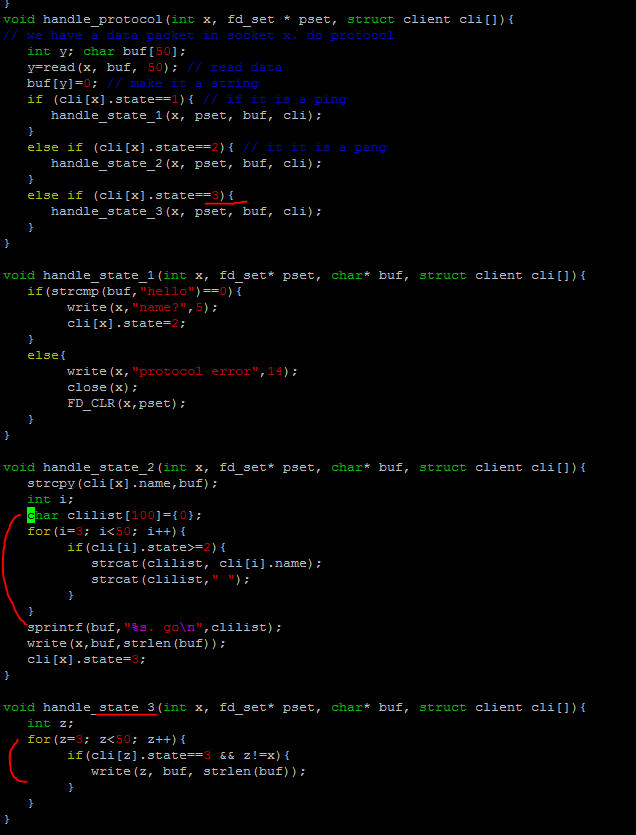 }
void handle_protocol(int x, fd_set * pset, struct client cli[]){
// we have a data packet in socket x. do protocol
   int y; char buf[50];
   y=read(x, buf, 50); // read data
   buf[y]=0; // make it a string
   if (cli[x].state==1){ // if it is a ping
      handle_state_1(x, pset, buf, cli);
   }
   else if (cli[x].state==2){ // it it is a pang
      handle_state_2(x, pset, buf, cli);
   }
   else if (cli[x].state==3){
      handle_state_3(x, pset, buf, cli);
   }
}

void handle_state_1(int x, fd_set* pset, char* buf, struct client cli[]){
   if(strcmp(buf,"hello")==0){
        write(x,"name?",5);
        cli[x].state=2;
   }
   else{
        write(x,"protocol error",14);
        close(x);
        FD_CLR(x,pset);
   }
}

void handle_state_2(int x, fd_set* pset, char* buf, struct client cli[]){
   strcpy(cli[x].name,buf);
   int i;
   char clilist[100]={0};
   for(i=3; i<50; i++){
        if(cli[i].state>=2){
           strcat(clilist, cli[i].name);
           strcat(clilist," ");
        }
   }
   sprintf(buf,"%s. go\n",clilist);
   write(x,buf,strlen(buf));
   cli[x].state=3;
}

void handle_state_3(int x, fd_set* pset, char* buf, struct client cli[]){
   int z;
   for(z=3; z<50; z++){
        if(cli[z].state==3 && z!=x){
           write(z, buf, strlen(buf));
        }
   }
}